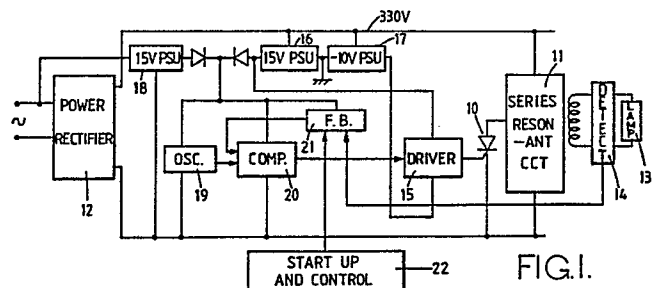 330V
16
17
15V PSU
15V PSU
-10V PSU
18
11
10
POWER
RECTIFIER
12
SERIES
RESON
-ANT
CCT
DETECT
LAMP
13
14
F.B.
21
OSC.
19
COMP.
20
DRIVER
15
START UP
AND CONTROL
22
FIG.1.
~